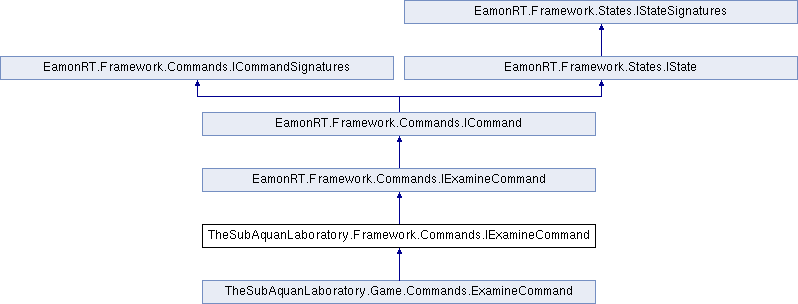 EamonRT.Framework.States.IStateSignatures
EamonRT.Framework.Commands.ICommandSignatures
EamonRT.Framework.States.IState
EamonRT.Framework.Commands.ICommand
EamonRT.Framework.Commands.IExamineCommand
TheSubAquanLaboratory.Framework.Commands.IExamineCommand
TheSubAquanLaboratory.Game.Commands.ExamineCommand